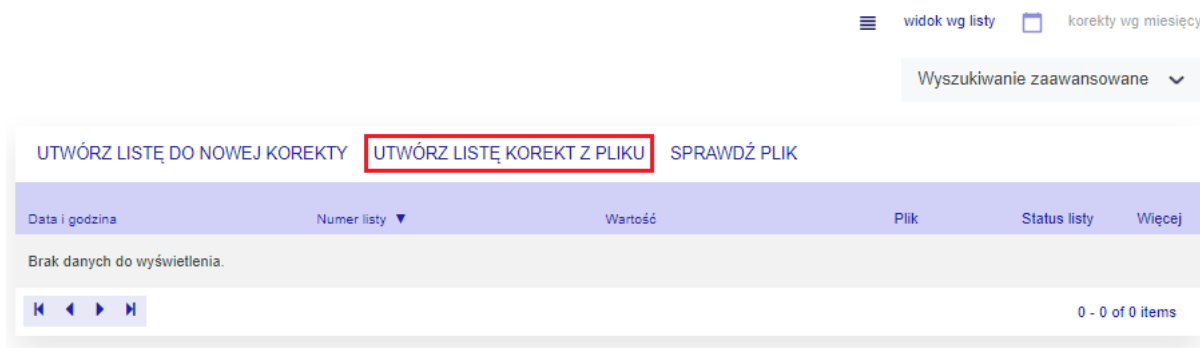 widok wg listy korekty wg miesięcy
Wyszukiwanie zaawansowane
UTWÓRZ LISTĘ DO NOWEJ KOREKTY UTWÓRZ LISTĘ KOREKT Z PLIKU SPRAWDŹ PLIK
Data i godzina Numer listy ▼ Wartość Plik Status listy Więcej
Brak danych do wyświetlenia.
0 - 0 of 0 items